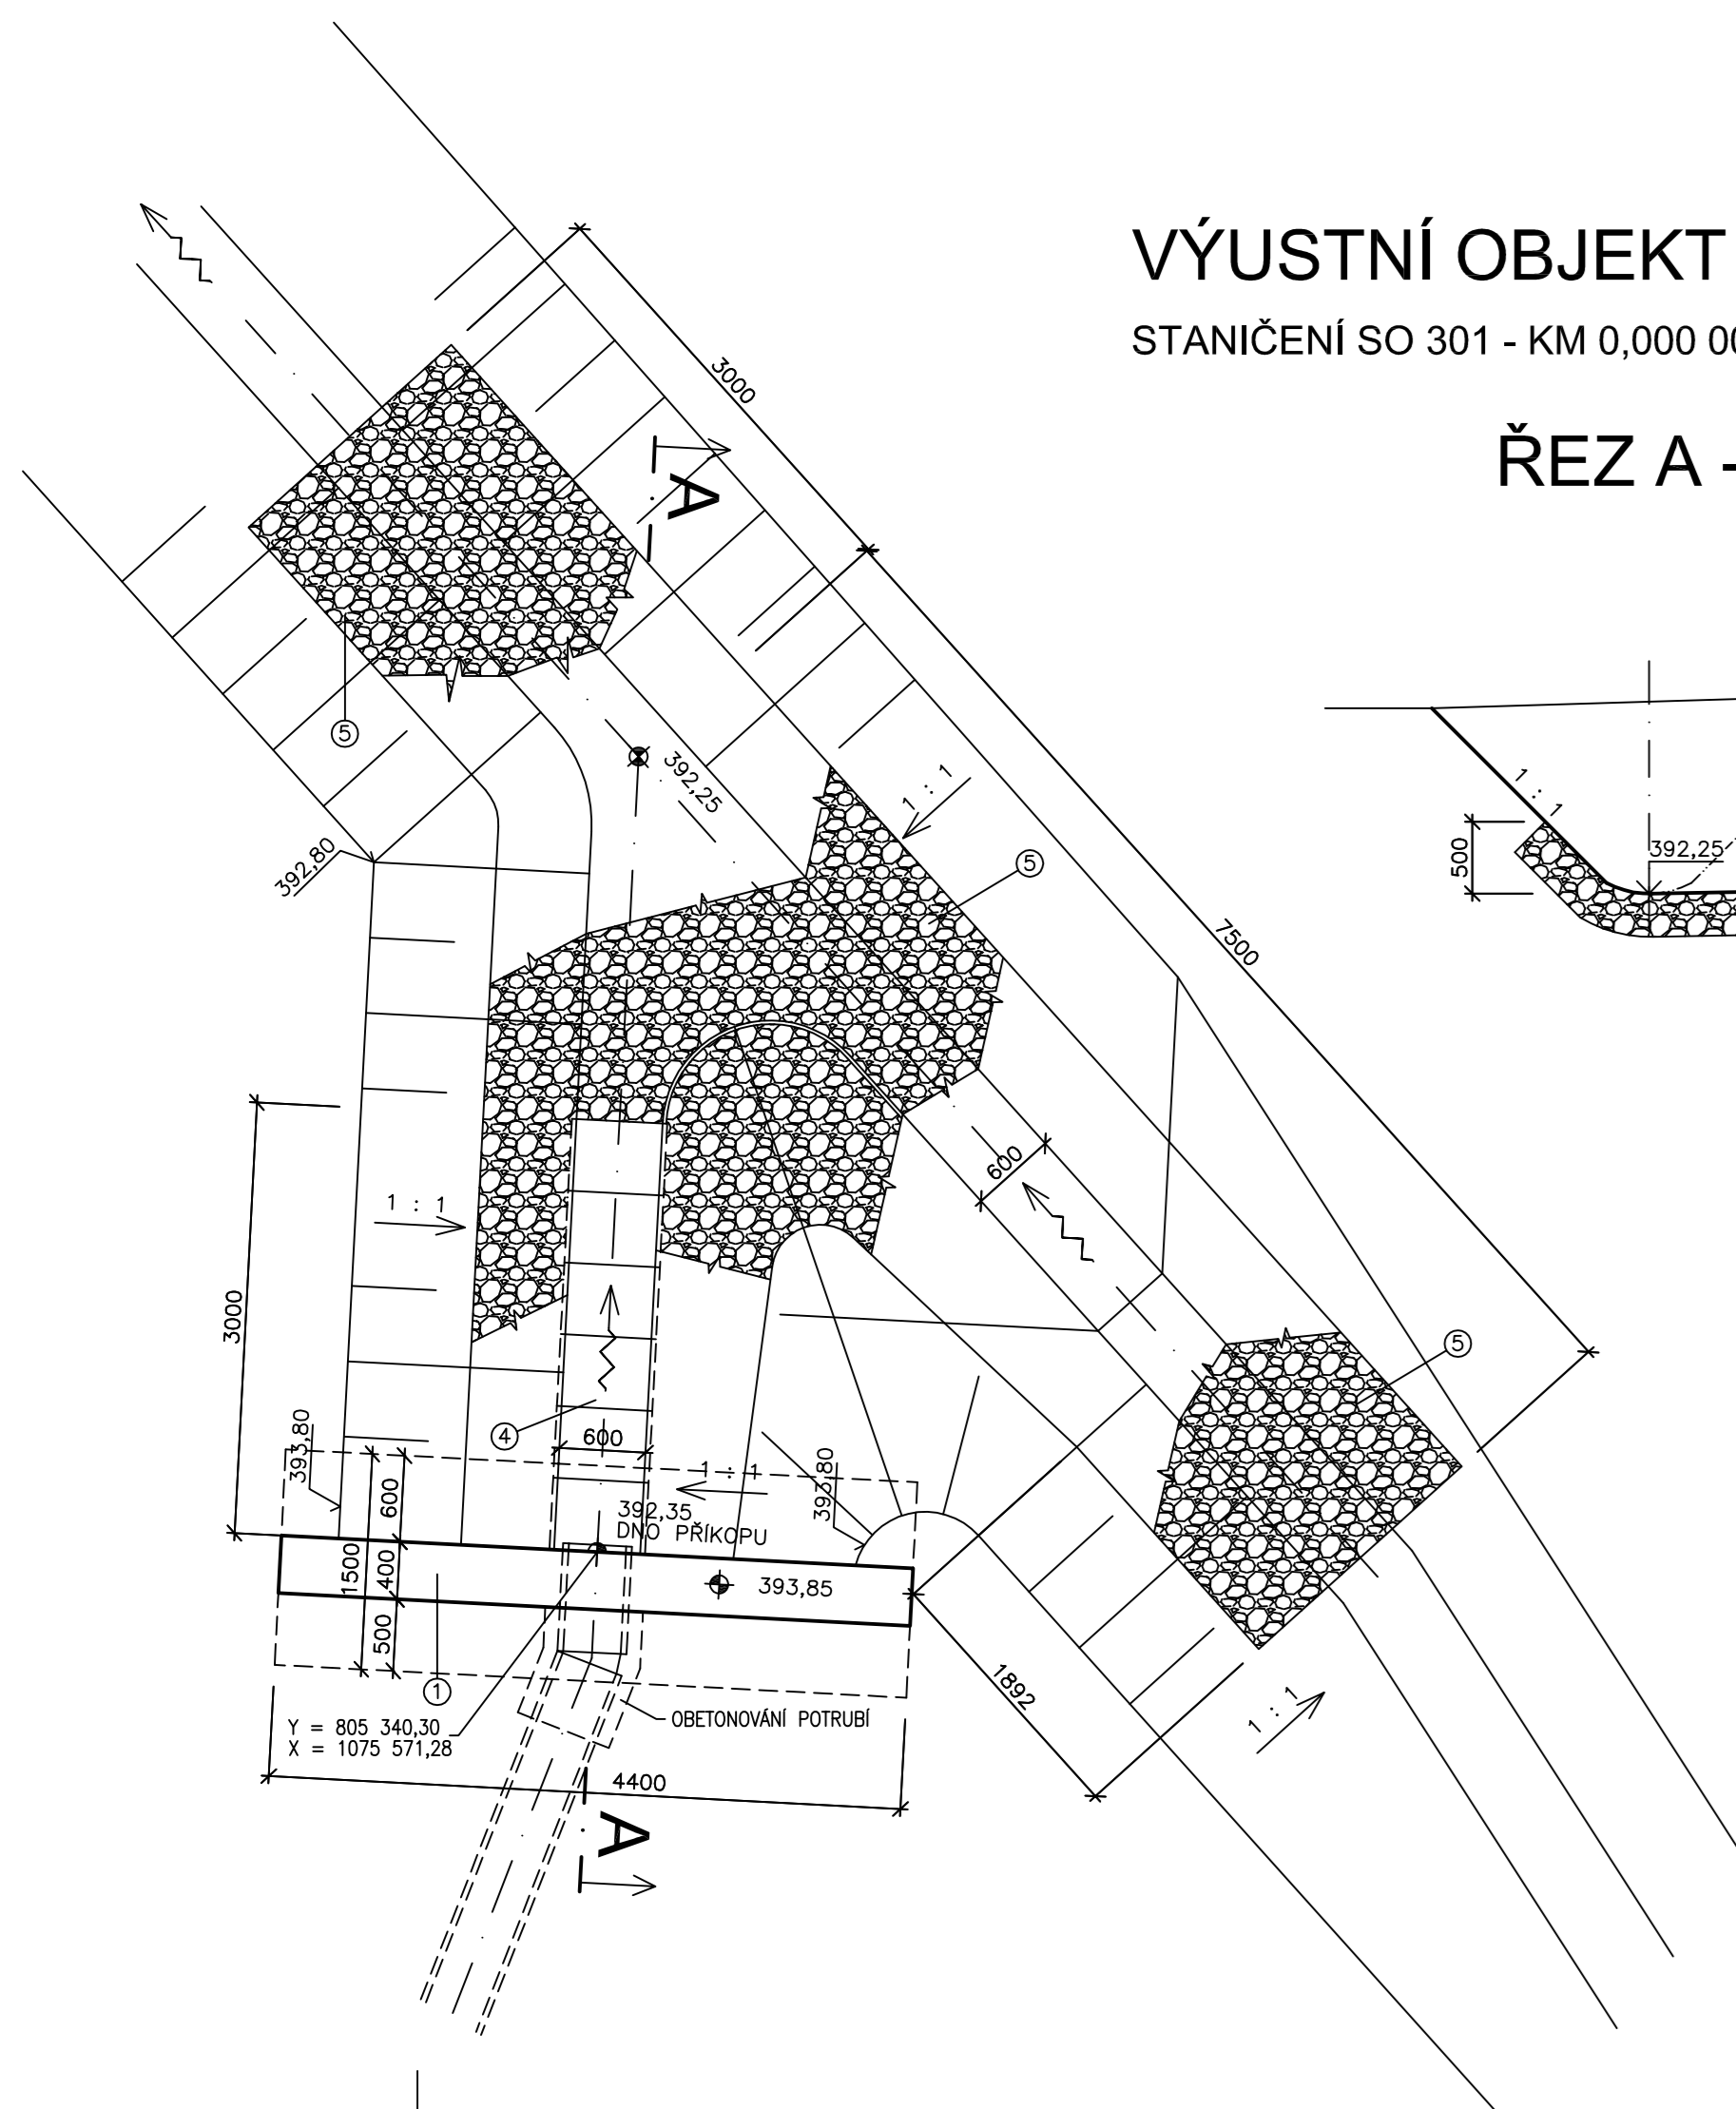 VÝUSTNÍ OBJEKT
STANIČENÍ SO 301 - KM 0,000 00
ŘEZ A -
3000
A
5
392,25
1 : 1
392,80
5
7500
1 : 1
500
392,25
600
1 : 1
3000
5
4
600
393,80
1 : 1
393,80
600
392,35
DNO PŘÍKOPU
1500
400
393,85
500
1
1892
OBETONOVÁNÍ POTRUBÍ
Y = 805 340,30
X = 1075 571,28
1 : 1
4400
A